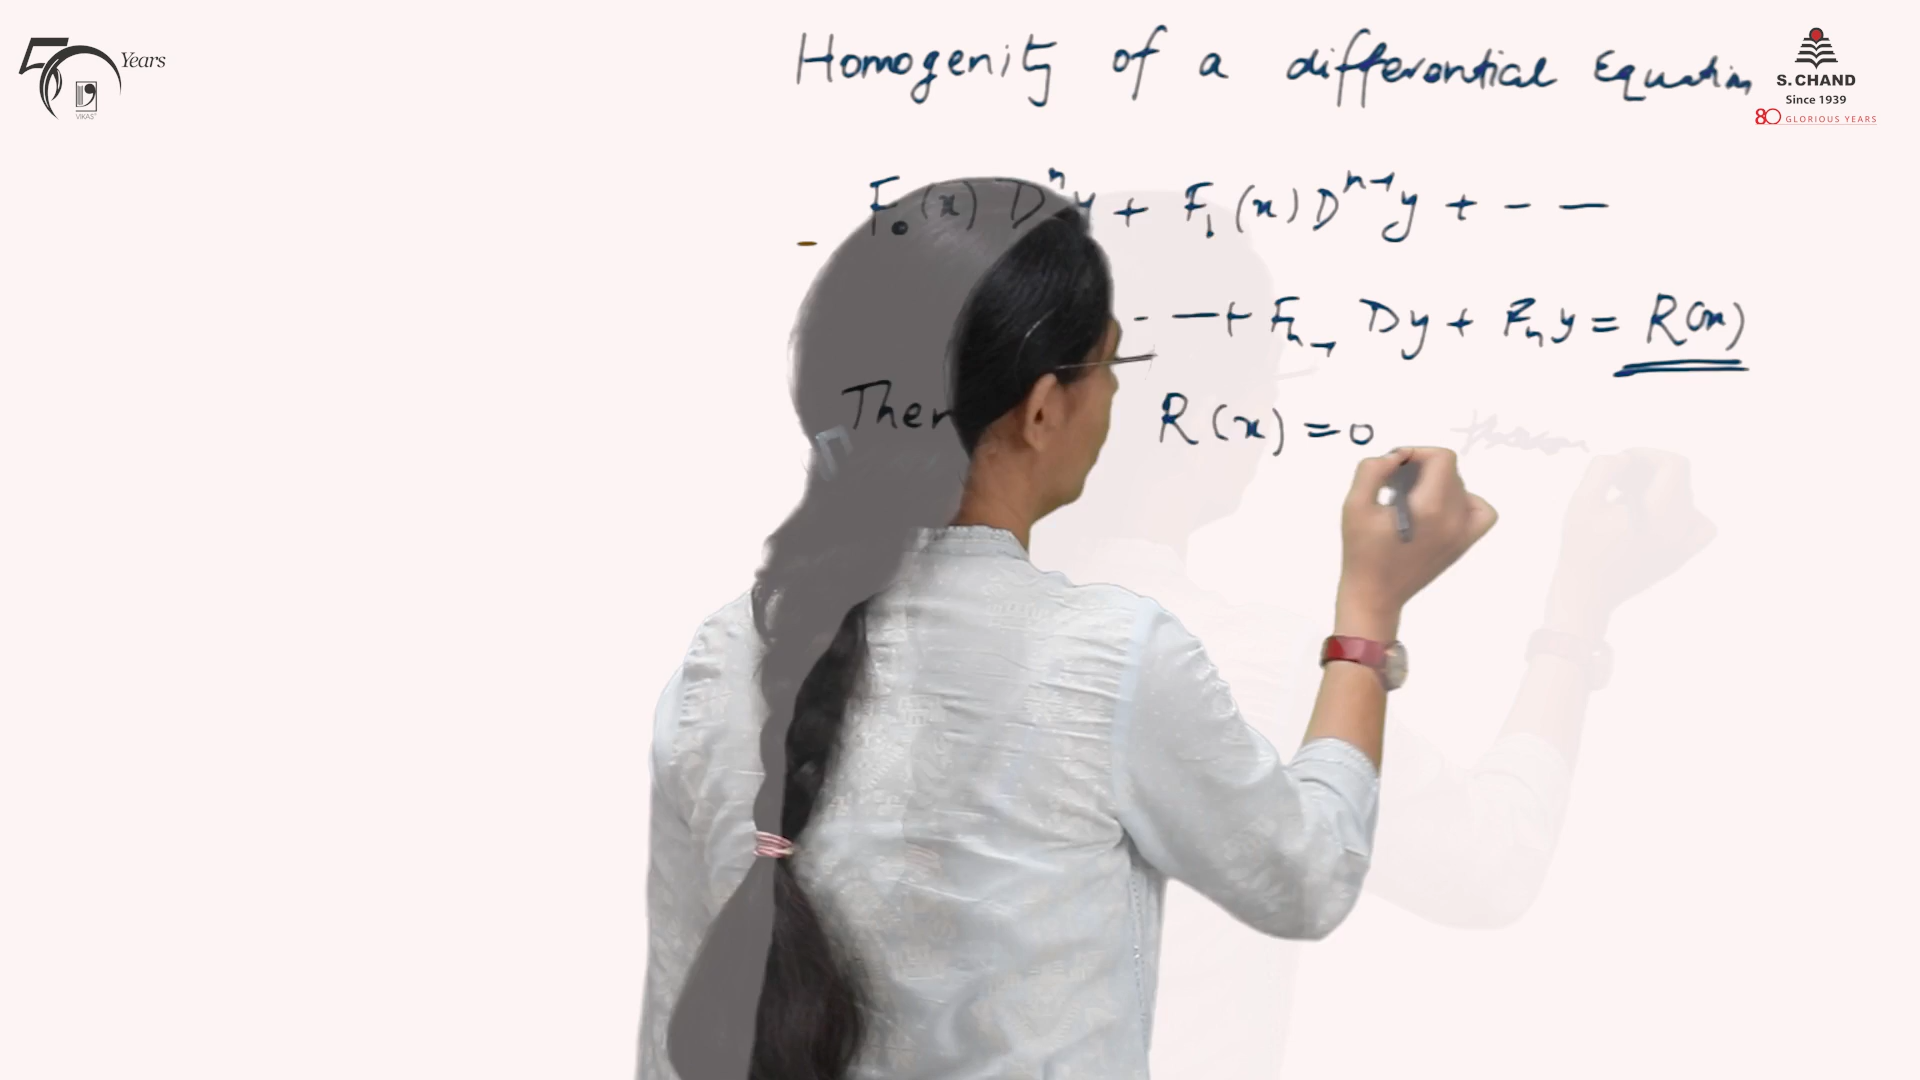 50 Years
VIKAS
S. CHAND
Since 1939
80 GLORIOUS YEARS
Homogenity of a differential Equation
F₀(x) Dⁿy + F₁(x) Dⁿ⁻¹y + - —
- — + Fₙ₋₁ Dy + Fₙ y = R(x)
Then R(x) = 0